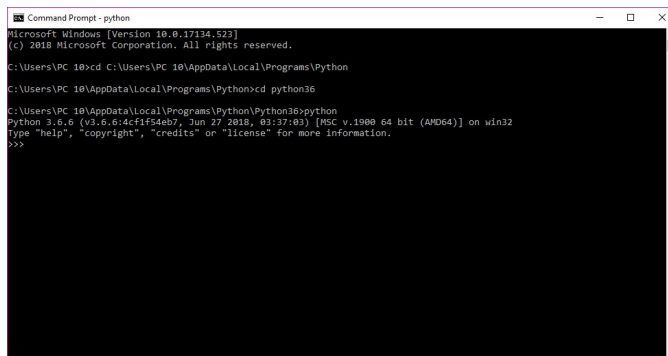 Command Prompt - python
Microsoft Windows [Version 10.0.17134.523]
(c) 2018 Microsoft Corporation. All rights reserved.
C:\Users\PC 10>cd C:\Users\PC 10\AppData\Local\Programs\Python
C:\Users\PC 10\AppData\Local\Programs\Python>cd python36
C:\Users\PC 10\AppData\Local\Programs\Python\Python36>python
Python 3.6.6 (v3.6.6:4cf1f54eb7, Jun 27 2018, 03:37:03) [MSC v.1900 64 bit (AMD64)] on win32
Type "help", "copyright", "credits" or "license" for more information.
>>>